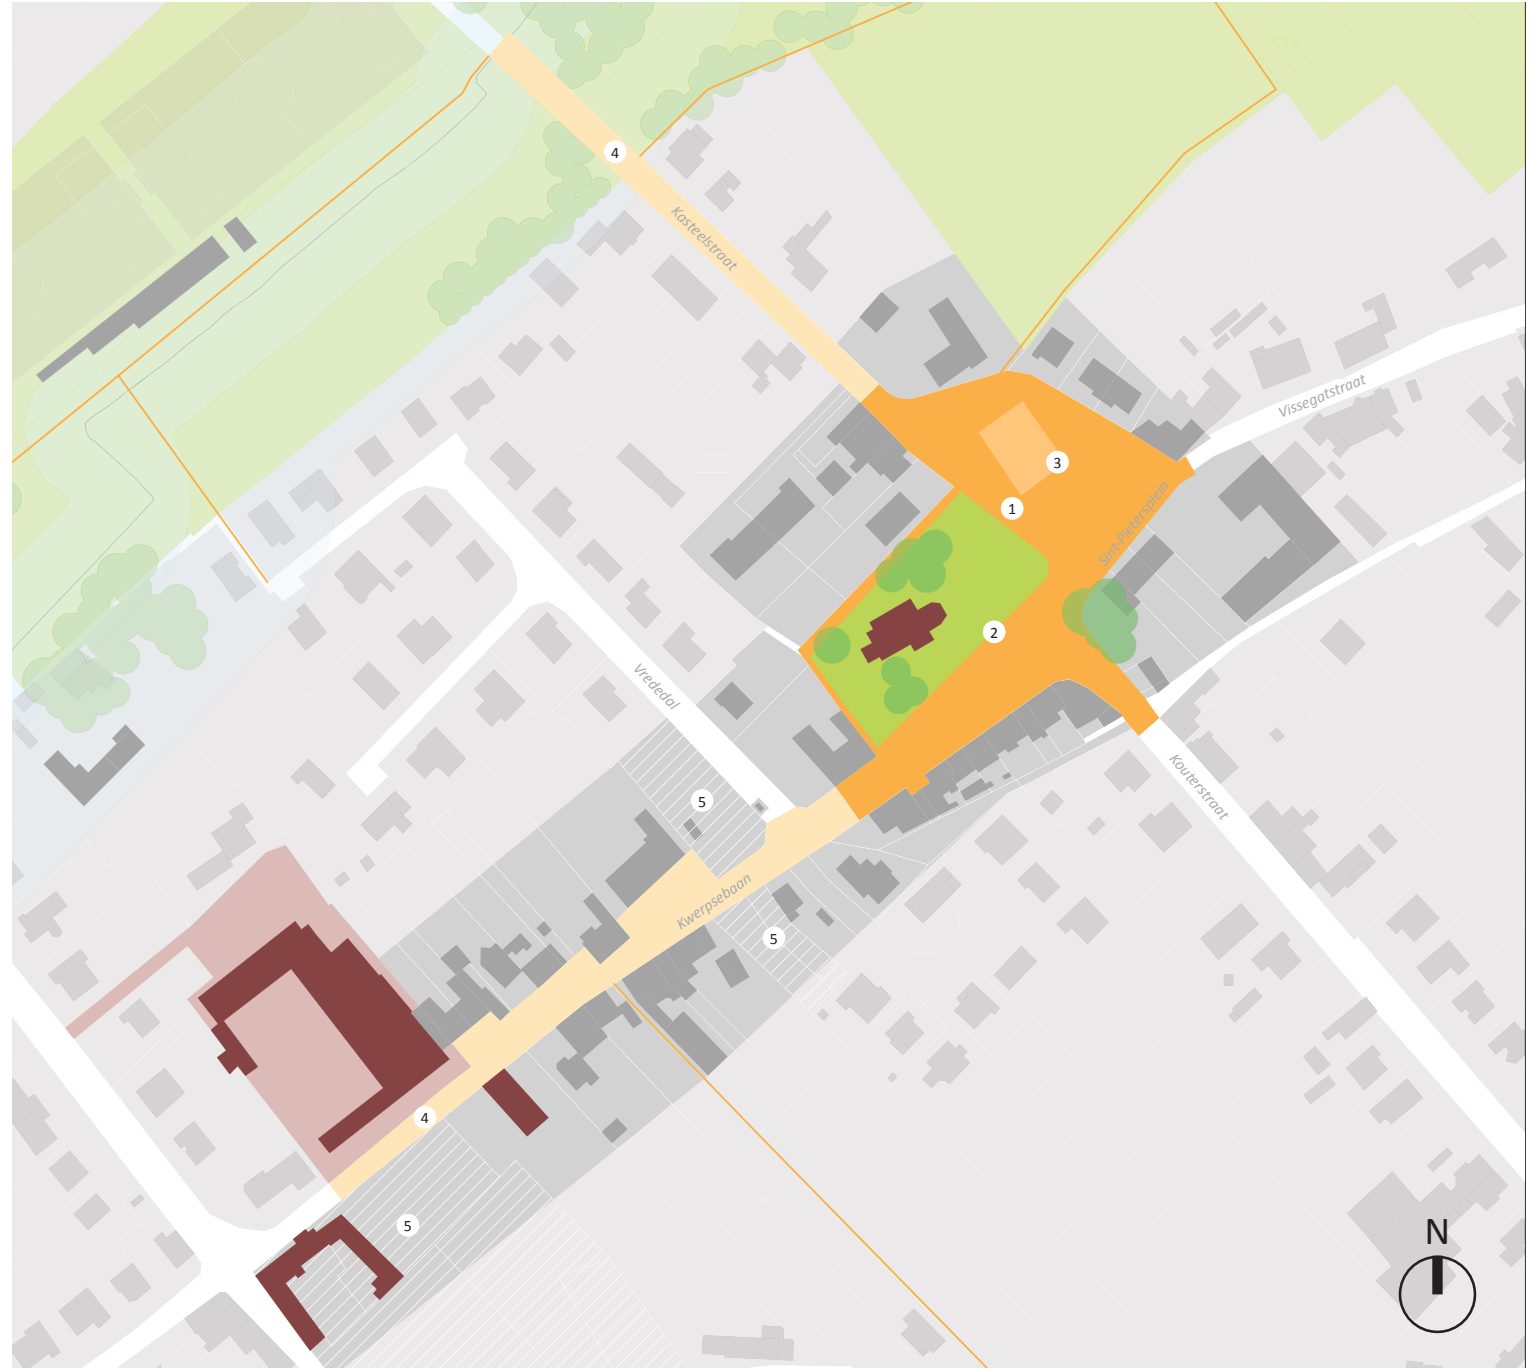 4
Kasteelstraat
Vissegatstraat
3
1
Sint-Pietersplein
2
Vrededal
Kouterstraat
5
Kwerpsebaan
5
4
5
N